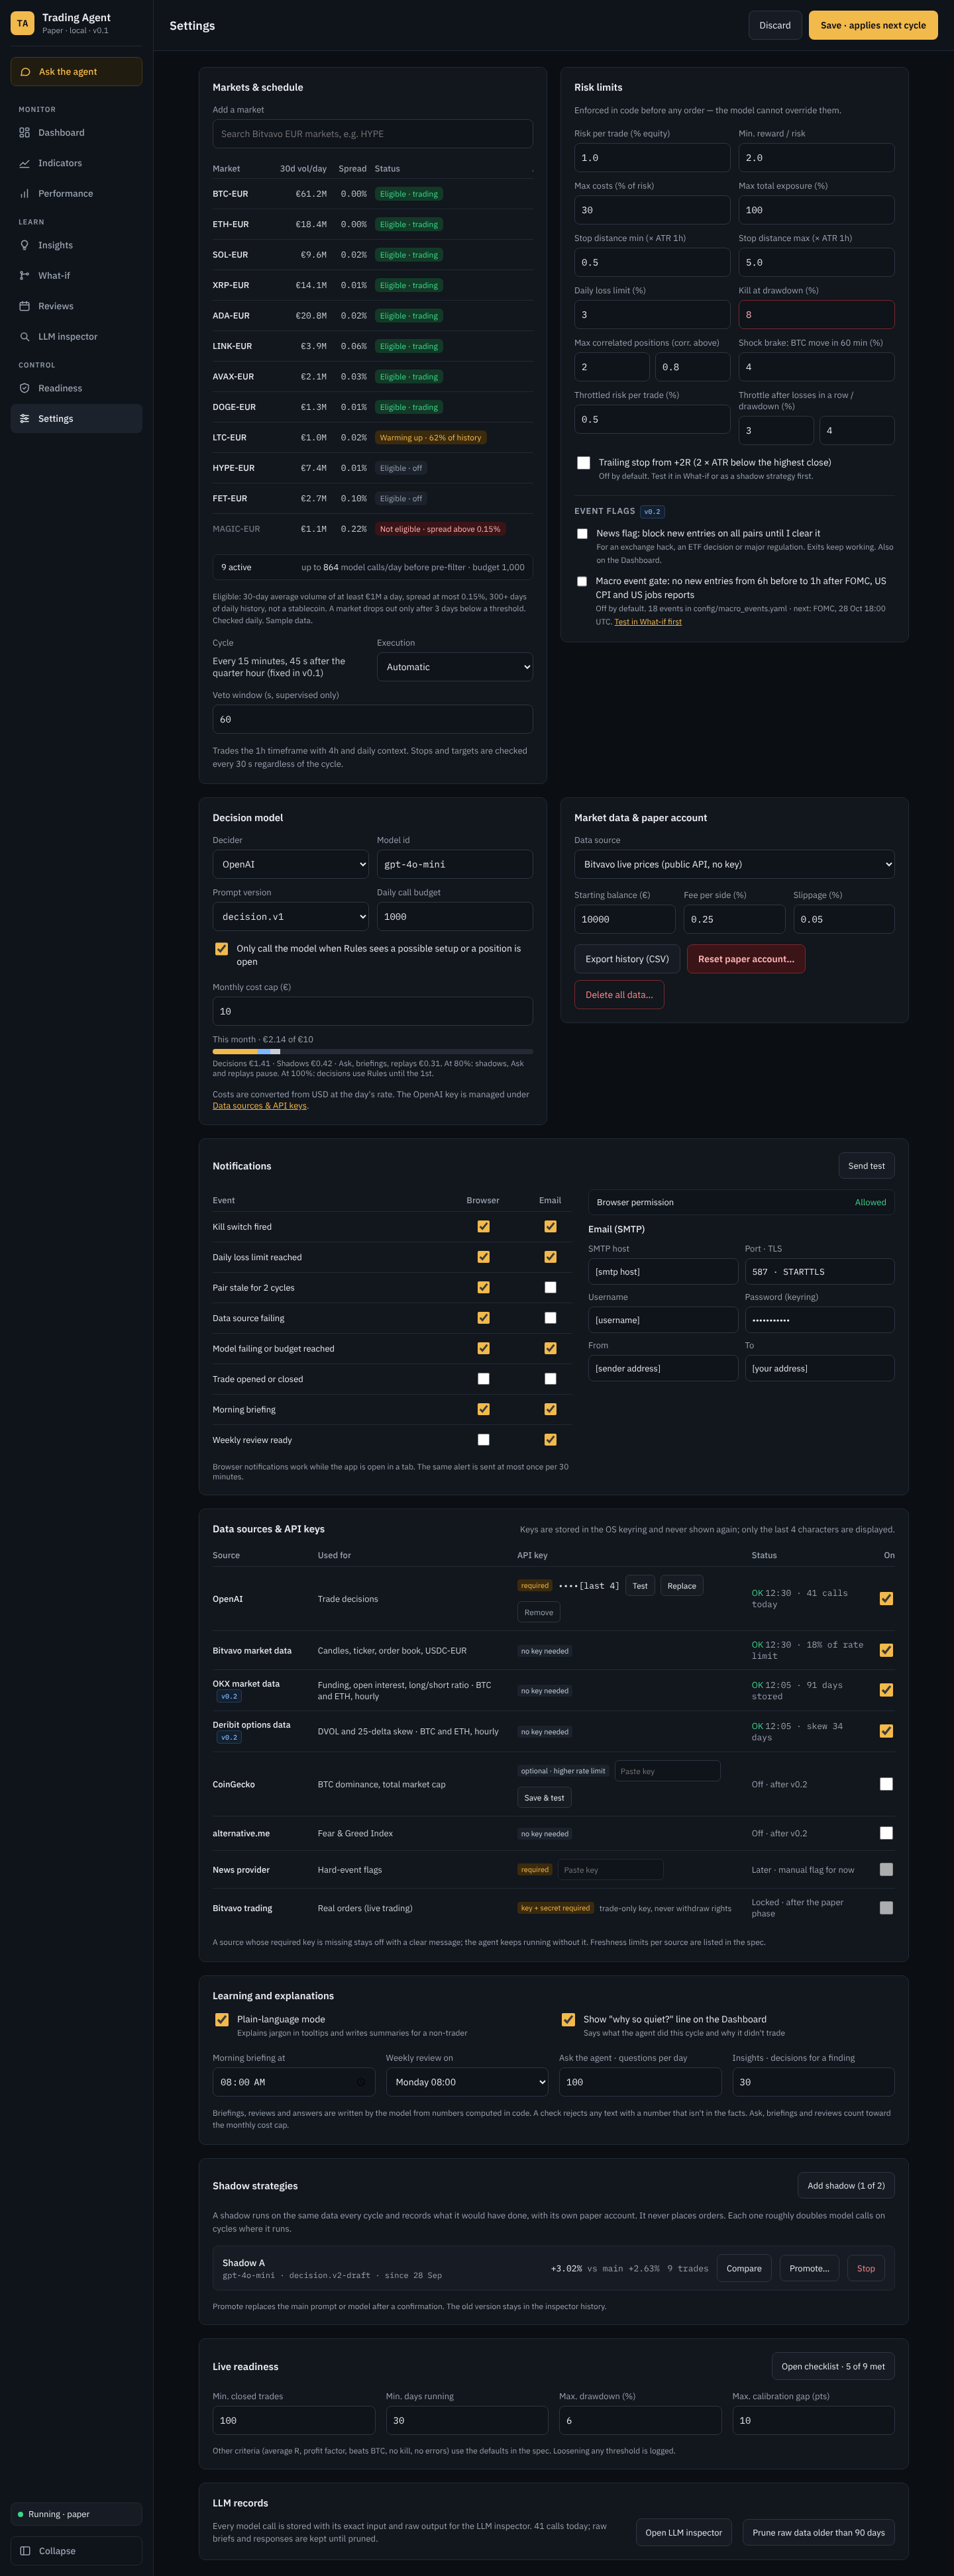 TA
Trading Agent
Paper · local · v0.1
Ask the agent
MONITOR
Dashboard
Indicators
Performance
LEARN
Insights
What-if
Reviews
LLM inspector
CONTROL
Readiness
Settings
Running · paper
Collapse
Settings
Discard
Save · applies next cycle
Markets & schedule
Add a market
Search Bitvavo EUR markets, e.g. HYPE
Market 30d vol/day Spread Status
BTC-EUR €61.2M 0.00% Eligible · trading
ETH-EUR €18.4M 0.00% Eligible · trading
SOL-EUR €9.6M 0.02% Eligible · trading
XRP-EUR €14.1M 0.01% Eligible · trading
ADA-EUR €20.8M 0.02% Eligible · trading
LINK-EUR €3.9M 0.06% Eligible · trading
AVAX-EUR €2.1M 0.03% Eligible · trading
DOGE-EUR €1.3M 0.01% Eligible · trading
LTC-EUR €1.0M 0.02% Warming up · 62% of history
HYPE-EUR €7.4M 0.01% Eligible · off
FET-EUR €2.7M 0.10% Eligible · off
MAGIC-EUR €1.1M 0.22% Not eligible · spread above 0.15%
9 active up to 864 model calls/day before pre-filter · budget 1,000
Eligible: 30-day average volume of at least €1M a day, spread at most 0.15%, 300+ days
of daily history, not a stablecoin. A market drops out only after 3 days below a threshold.
Checked daily. Sample data.
Cycle
Every 15 minutes, 45 s after the
quarter hour (fixed in v0.1)
Execution
Automatic
Veto window (s, supervised only)
60
Trades the 1h timeframe with 4h and daily context. Stops and targets are checked
every 30 s regardless of the cycle.
Risk limits
Enforced in code before any order — the model cannot override them.
Risk per trade (% equity) Min. reward / risk
1.0 2.0
Max costs (% of risk) Max total exposure (%)
30 100
Stop distance min (× ATR 1h) Stop distance max (× ATR 1h)
0.5 5.0
Daily loss limit (%) Kill at drawdown (%)
3 8
Max correlated positions (corr. above) Shock brake: BTC move in 60 min (%)
2 0.8 4
Throttled risk per trade (%)
0.5
Throttle after losses in a row /
drawdown (%)
3 4
Trailing stop from +2R (2 × ATR below the highest close)
Off by default. Test it in What-if or as a shadow strategy first.
EVENT FLAGS v0.2
News flag: block new entries on all pairs until I clear it
For an exchange hack, an ETF decision or major regulation. Exits keep working. Also
on the Dashboard.
Macro event gate: no new entries from 6h before to 1h after FOMC, US
CPI and US jobs reports
Off by default. 18 events in config/macro_events.yaml · next: FOMC, 28 Oct 18:00
UTC. Test in What-if first
Decision model
Decider Model id
OpenAI gpt-4o-mini
Prompt version Daily call budget
decision.v1 1000
Only call the model when Rules sees a possible setup or a position is
open
Monthly cost cap (€)
10
This month · €2.14 of €10
Decisions €1.41 · Shadows €0.42 · Ask, briefings, replays €0.31. At 80%: shadows, Ask
and replays pause. At 100%: decisions use Rules until the 1st.
Costs are converted from USD at the day's rate. The OpenAI key is managed under
Data sources & API keys.
Market data & paper account
Data source
Bitvavo live prices (public API, no key)
Starting balance (€) Fee per side (%) Slippage (%)
10000 0.25 0.05
Export history (CSV) Reset paper account…
Delete all data…
Notifications
Send test
Event Browser Email
Kill switch fired
Daily loss limit reached
Pair stale for 2 cycles
Data source failing
Model failing or budget reached
Trade opened or closed
Morning briefing
Weekly review ready
Browser notifications work while the app is open in a tab. The same alert is sent at most once per 30
minutes.
Browser permission Allowed
Email (SMTP)
SMTP host Port · TLS
[smtp host] 587 · STARTTLS
Username Password (keyring)
[username] •••••••••••
From To
[sender address] [your address]
Data sources & API keys
Keys are stored in the OS keyring and never shown again; only the last 4 characters are displayed.
Source Used for API key Status On
OpenAI Trade decisions required ••••[last 4] Test Replace
Remove
OK 12:30 · 41 calls
today
Bitvavo market data Candles, ticker, order book, USDC-EUR no key needed
OK 12:30 · 18% of rate
limit
OKX market data
v0.2
Funding, open interest, long/short ratio · BTC
and ETH, hourly
no key needed
OK 12:05 · 91 days
stored
Deribit options data
v0.2
DVOL and 25-delta skew · BTC and ETH, hourly
no key needed
OK 12:05 · skew 34
days
CoinGecko BTC dominance, total market cap optional · higher rate limit Paste key
Save & test
Off · after v0.2
alternative.me Fear & Greed Index no key needed Off · after v0.2
News provider Hard-event flags required Paste key Later · manual flag for now
Bitvavo trading Real orders (live trading) key + secret required trade-only key, never withdraw rights
Locked · after the paper
phase
A source whose required key is missing stays off with a clear message; the agent keeps running without it. Freshness limits per source are listed in the spec.
Learning and explanations
Plain-language mode
Explains jargon in tooltips and writes summaries for a non-trader
Show "why so quiet?" line on the Dashboard
Says what the agent did this cycle and why it didn't trade
Morning briefing at Weekly review on Ask the agent · questions per day Insights · decisions for a finding
08:00 AM Monday 08:00 100 30
Briefings, reviews and answers are written by the model from numbers computed in code. A check rejects any text with a number that isn't in the facts. Ask, briefings and reviews count toward
the monthly cost cap.
Shadow strategies
Add shadow (1 of 2)
A shadow runs on the same data every cycle and records what it would have done, with its own paper account. It never places orders. Each one roughly doubles model calls on
cycles where it runs.
Shadow A
gpt-4o-mini · decision.v2-draft · since 28 Sep
+3.02% vs main +2.63% 9 trades Compare Promote… Stop
Promote replaces the main prompt or model after a confirmation. The old version stays in the inspector history.
Live readiness
Open checklist · 5 of 9 met
Min. closed trades Min. days running Max. drawdown (%) Max. calibration gap (pts)
100 30 6 10
Other criteria (average R, profit factor, beats BTC, no kill, no errors) use the defaults in the spec. Loosening any threshold is logged.
LLM records
Every model call is stored with its exact input and raw output for the LLM inspector. 41 calls today; raw
briefs and responses are kept until pruned.
Open LLM inspector Prune raw data older than 90 days